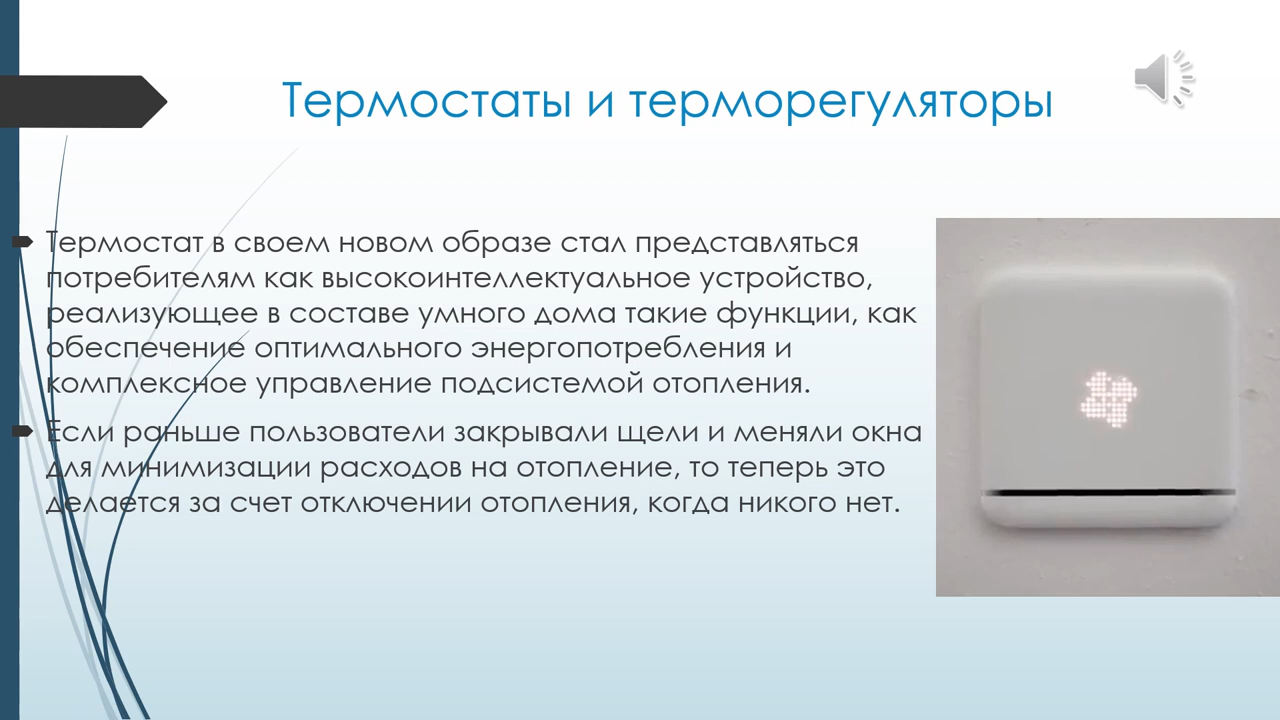 Термостаты и терморегуляторы
Термостат в своем новом образе стал представляться
потребителям как высокоинтеллектуальное устройство,
реализующее в составе умного дома такие функции, как
обеспечение оптимального энергопотребления и
комплексное управление подсистемой отопления.
Если раньше пользователи закрывали щели и меняли окна
для минимизации расходов на отопление, то теперь это
делается за счет отключении отопления, когда никого нет.